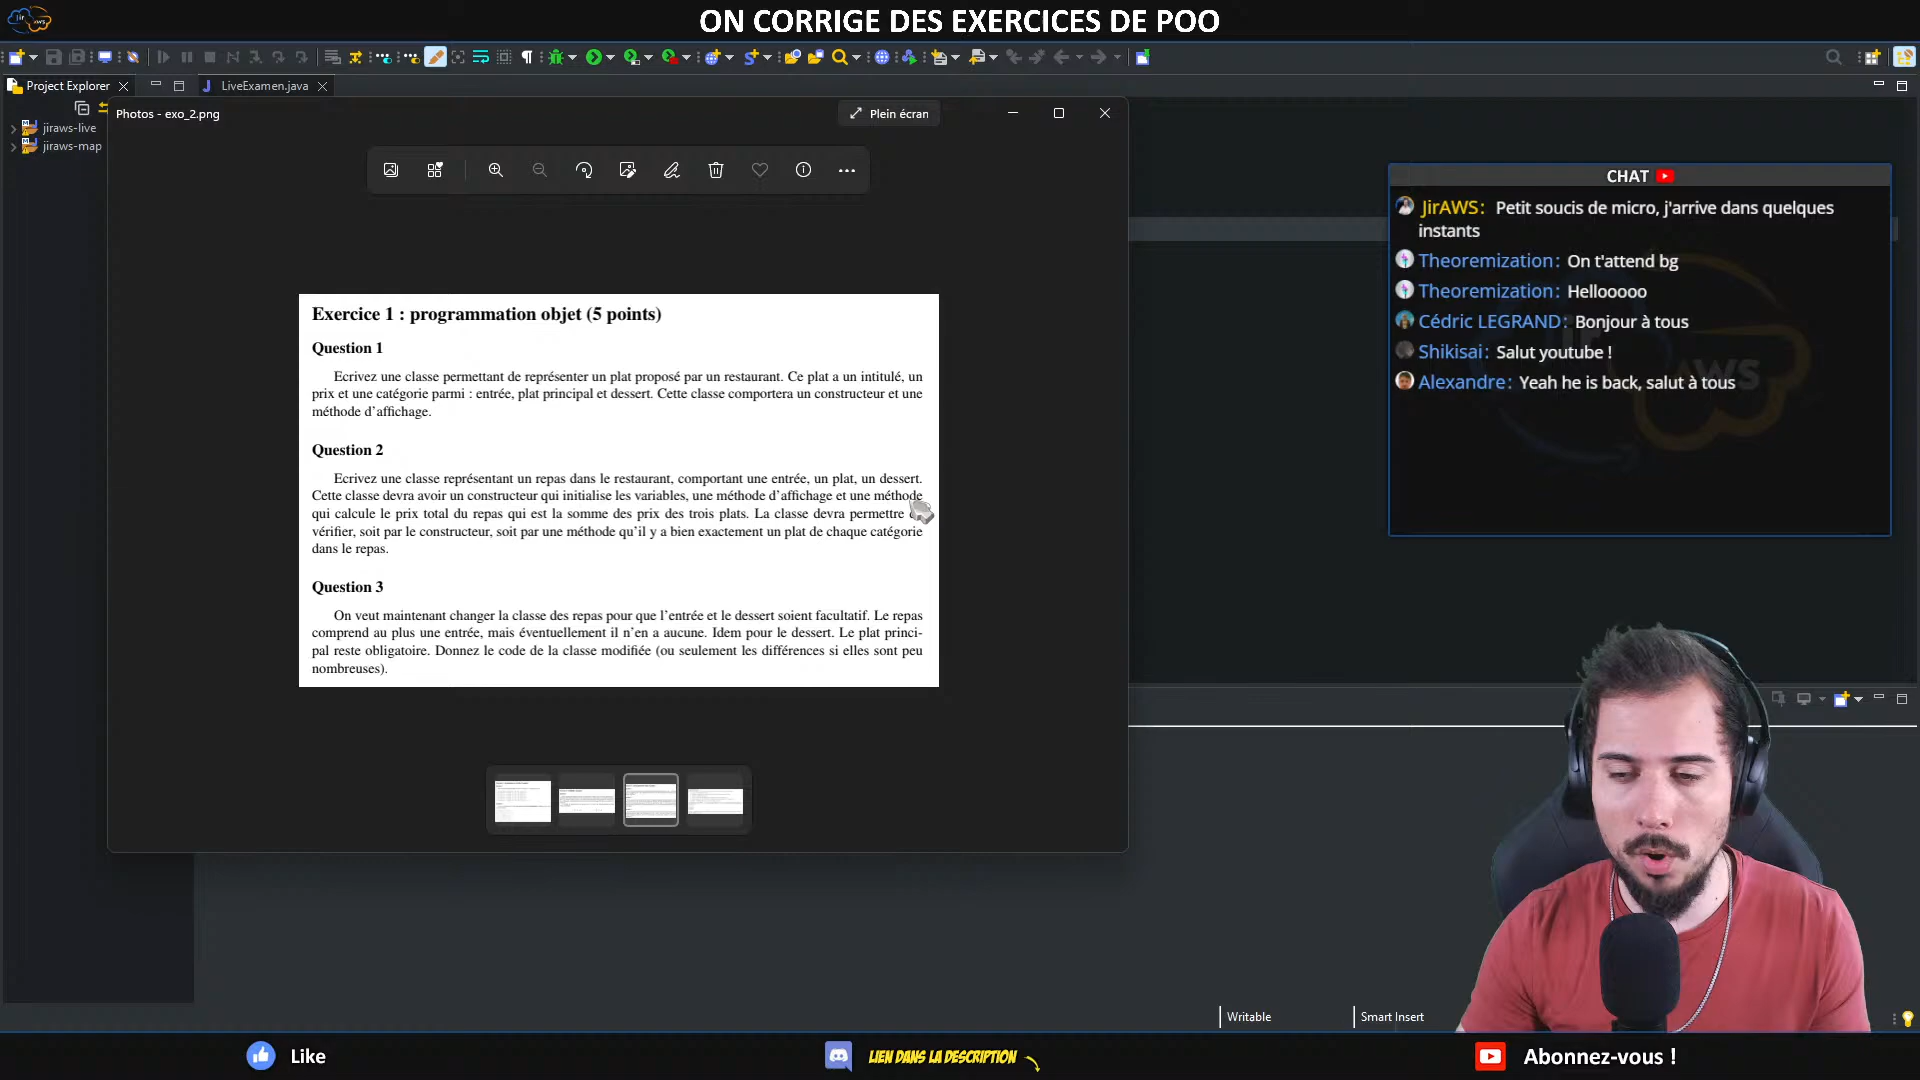 ON CORRIGE DES EXERCICES DE POO
Project Explorer
LiveExamen.java
jiraws-live
jiraws-map
Photos - exo_2.png
Plein écran
Exercice 1 : programmation objet (5 points)
Question 1
Ecrivez une classe permettant de représenter un plat proposé par un restaurant. Ce plat a un intitulé, un
prix et une catégorie parmi : entrée, plat principal et dessert. Cette classe comportera un constructeur et une
méthode d'affichage.
Question 2
Ecrivez une classe représentant un repas dans le restaurant, comportant une entrée, un plat, un dessert.
Cette classe devra avoir un constructeur qui initialise les variables, une méthode d'affichage et une méthode
qui calcule le prix total du repas qui est la somme des prix des trois plats. La classe devra permettre
vérifier, soit par le constructeur, soit par une méthode qu'il y a bien exactement un plat de chaque catégorie
dans le repas.
Question 3
On veut maintenant changer la classe des repas pour que l'entrée et le dessert soient facultatif. Le repas
comprend au plus une entrée, mais éventuellement il n'en a aucune. Idem pour le dessert. Le plat princi-
pal reste obligatoire. Donnez le code de la classe modifiée (ou seulement les différences si elles sont peu
nombreuses).
CHAT
JirAWS: Petit soucis de micro, j'arrive dans quelques
instants
Theoremization: On t'attend bg
Theoremization: Hellooooo
Cédric LEGRAND: Bonjour à tous
Shikisai: Salut youtube !
Alexandre: Yeah he is back, salut à tous
Writable
Smart Insert
Like
LIEN DANS LA DESCRIPTION
Abonnez-vous !